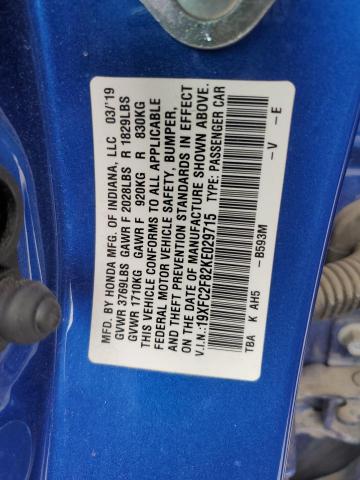 MFD. BY HONDA MFG. OF INDIANA, LLC 03/'19
GVWR 3769LBS GAWR F 2028LBS R 1829LBS
GVWR 1710KG GAWR F 920KG R 830KG
THIS VEHICLE CONFORMS TO ALL APPLICABLE
FEDERAL MOTOR VEHICLE SAFETY, BUMPER,
AND THEFT PREVENTION STANDARDS IN EFFECT
ON THE DATE OF MANUFACTURE SHOWN ABOVE.
V.I.N.:19XFC2F82KE029715 TYPE: PASSENGER CAR
-B593M -V -E
TBA K AH5